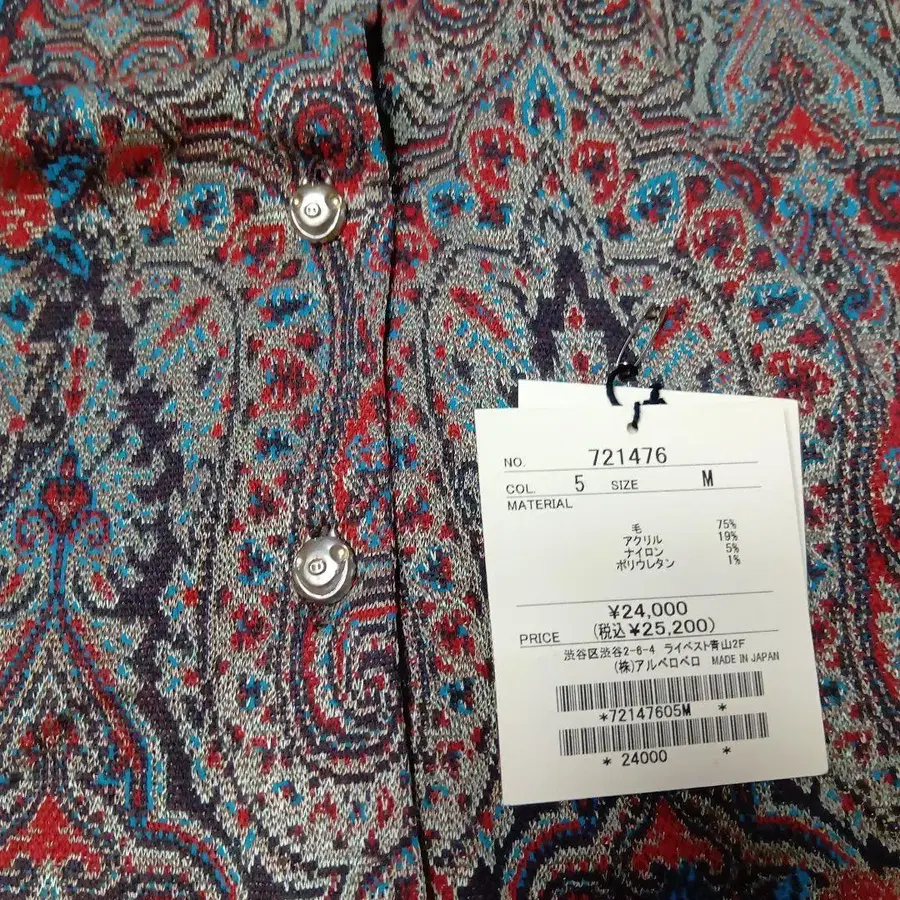 NO. 721476
COL. 5 SIZE M
MATERIAL
毛 75%
アクリル 19%
ナイロン 5%
ポリウレタン 1%
¥24,000
PRICE (税込 ¥25,200)
渋谷区渋谷2-6-4 ライベスト青山2F
(株)アルベロベロ MADE IN JAPAN
*72147605M *
* 24000 *